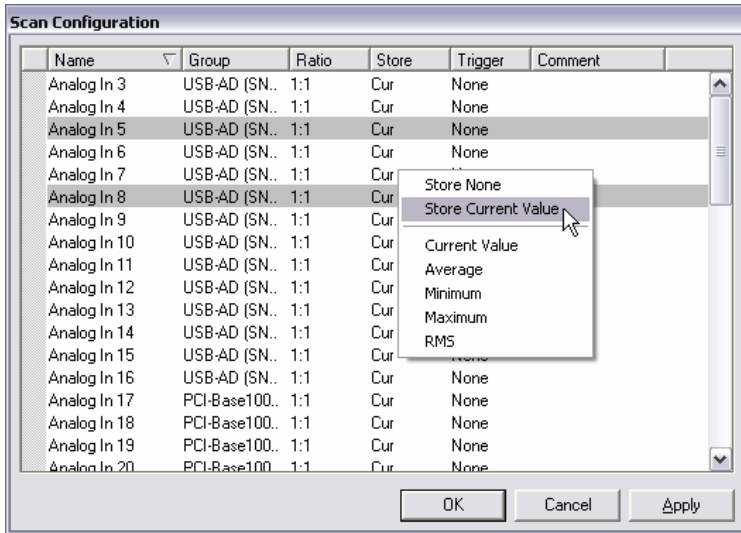 Scan Configuration
Name Group Ratio Store Trigger Comment
Analog In 3 USB-AD (SN.. 1:1 Cur None
Analog In 4 USB-AD (SN.. 1:1 Cur None
Analog In 5 USB-AD (SN.. 1:1 Cur None
Analog In 6 USB-AD (SN.. 1:1 Cur None
Analog In 7 USB-AD (SN.. 1:1 Cur
Analog In 8 USB-AD (SN.. 1:1 Cur
Analog In 9 USB-AD (SN.. 1:1 Cur
Analog In 10 USB-AD (SN.. 1:1 Cur
Analog In 11 USB-AD (SN.. 1:1 Cur
Analog In 12 USB-AD (SN.. 1:1 Cur
Analog In 13 USB-AD (SN.. 1:1 Cur
Analog In 14 USB-AD (SN.. 1:1 Cur
Analog In 15 USB-AD (SN.. 1:1 Cur None
Analog In 16 USB-AD (SN.. 1:1 Cur None
Analog In 17 PCI-Base100.. 1:1 Cur None
Analog In 18 PCI-Base100.. 1:1 Cur None
Analog In 19 PCI-Base100.. 1:1 Cur None
Analog In 20 PCI-Base100 1:1 Cur None
Store None
Store Current Value
Current Value
Average
Minimum
Maximum
RMS
OK Cancel Apply